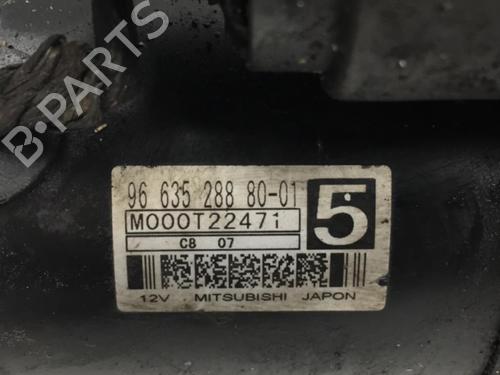 B-PARTS
96 635 288 80-01
5
M000T22471
C8 07
12V MITSUBISHI JAPON